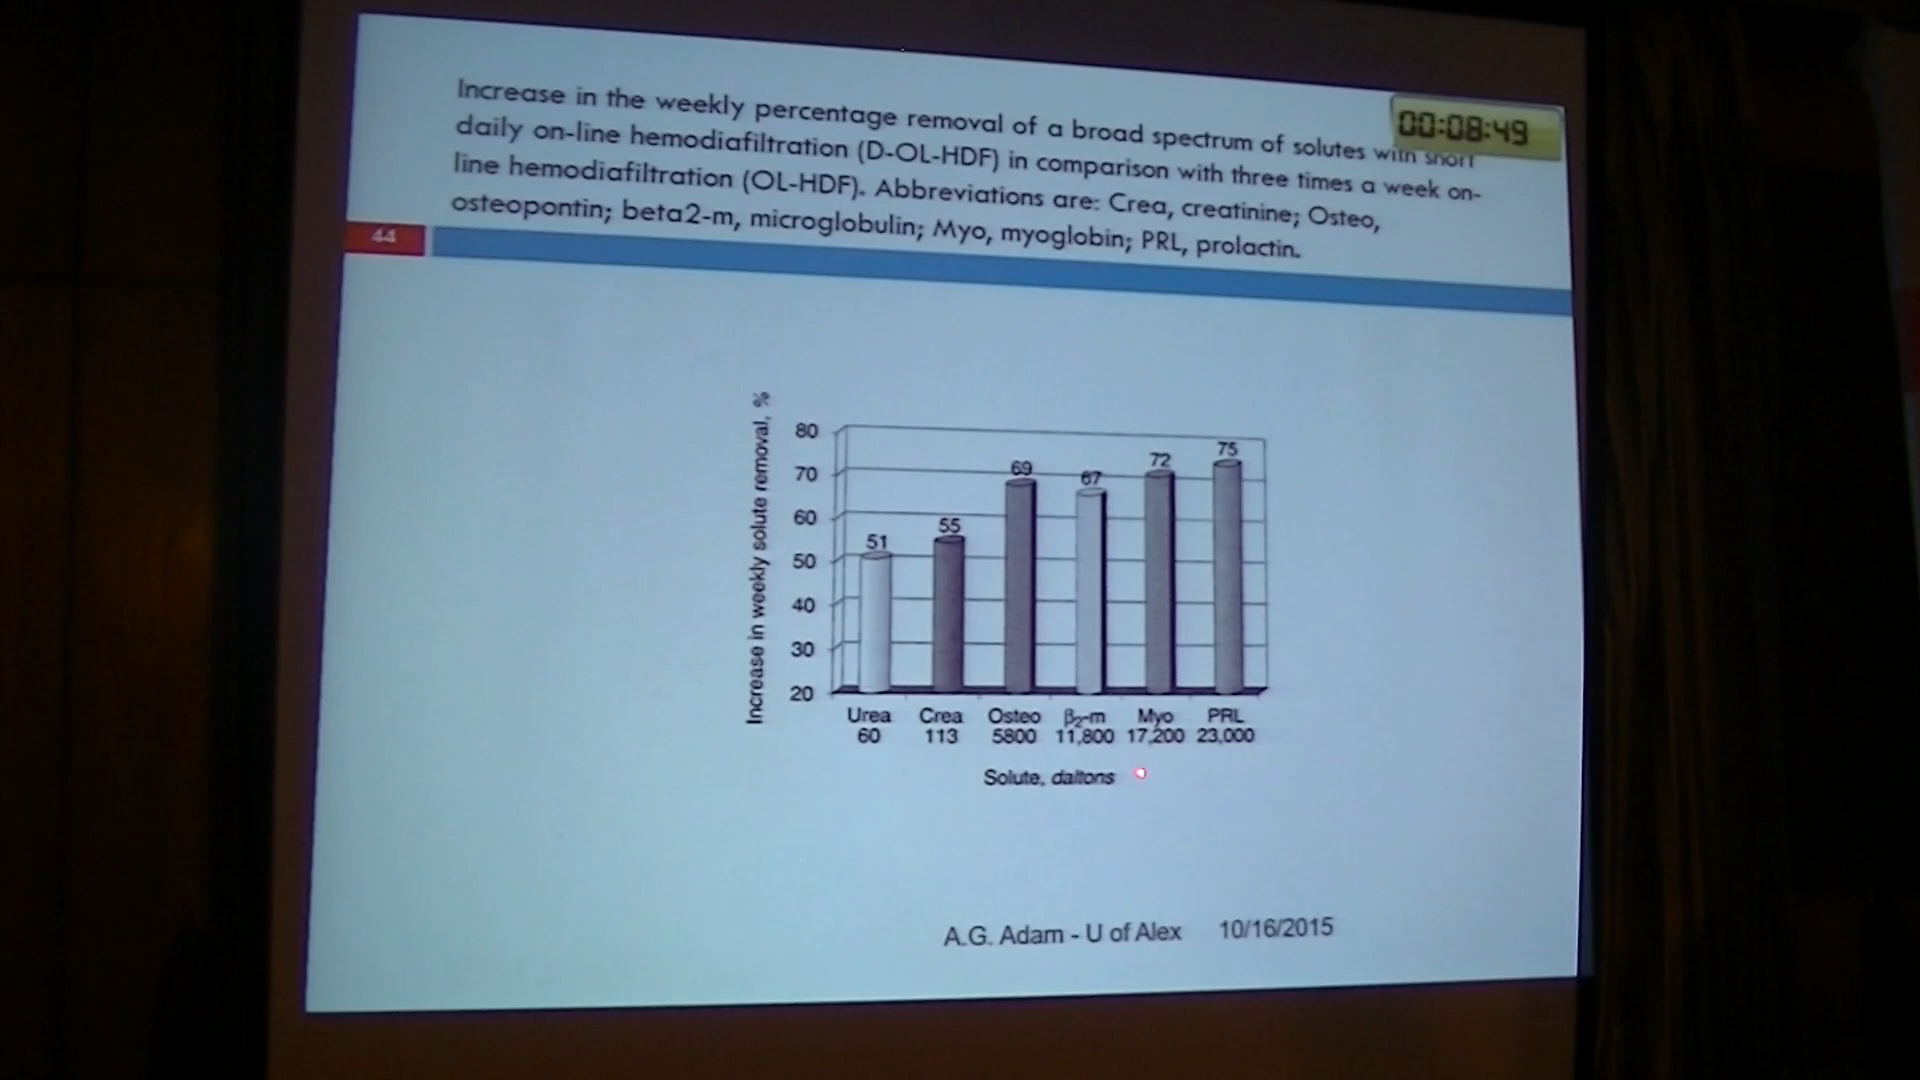 Increase in the weekly percentage removal of a broad spectrum of solutes with short
00:08:49
daily on-line hemodiafiltration (D-OL-HDF) in comparison with three times a week on-
line hemodiafiltration (OL-HDF). Abbreviations are: Crea, creatinine; Osteo,
osteopontin; beta2-m, microglobulin; Myo, myoglobin; PRL, prolactin.
44
Increase in weekly solute removal, %
80
70
60
50
40
30
20
51
55
69
67
72
75
Urea Crea Osteo β2-m Myo PRL
60 113 5800 11,800 17,200 23,000
Solute, daltons
A.G. Adam - U of Alex 10/16/2015